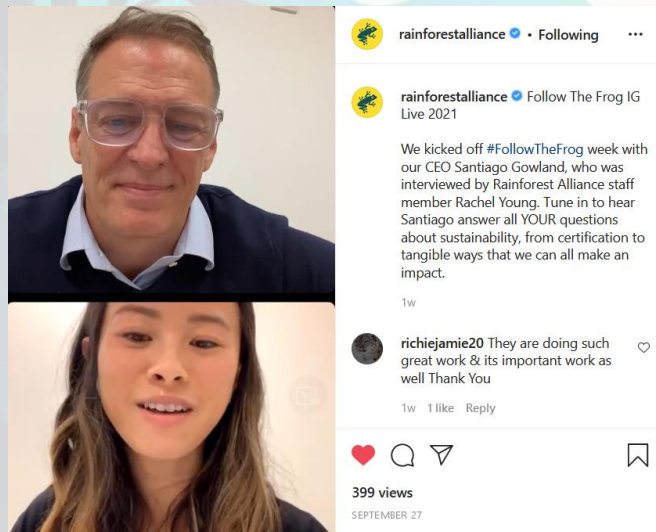 rainforestalliance • Following
rainforestalliance Follow The Frog IG
Live 2021
We kicked off #FollowTheFrog week with
our CEO Santiago Gowland, who was
interviewed by Rainforest Alliance staff
member Rachel Young. Tune in to hear
Santiago answer all YOUR questions
about sustainability, from certification to
tangible ways that we can all make an
impact.
1w
richiejamie20 They are doing such
great work & its important work as
well Thank You
1w 1 like Reply
399 views
SEPTEMBER 27